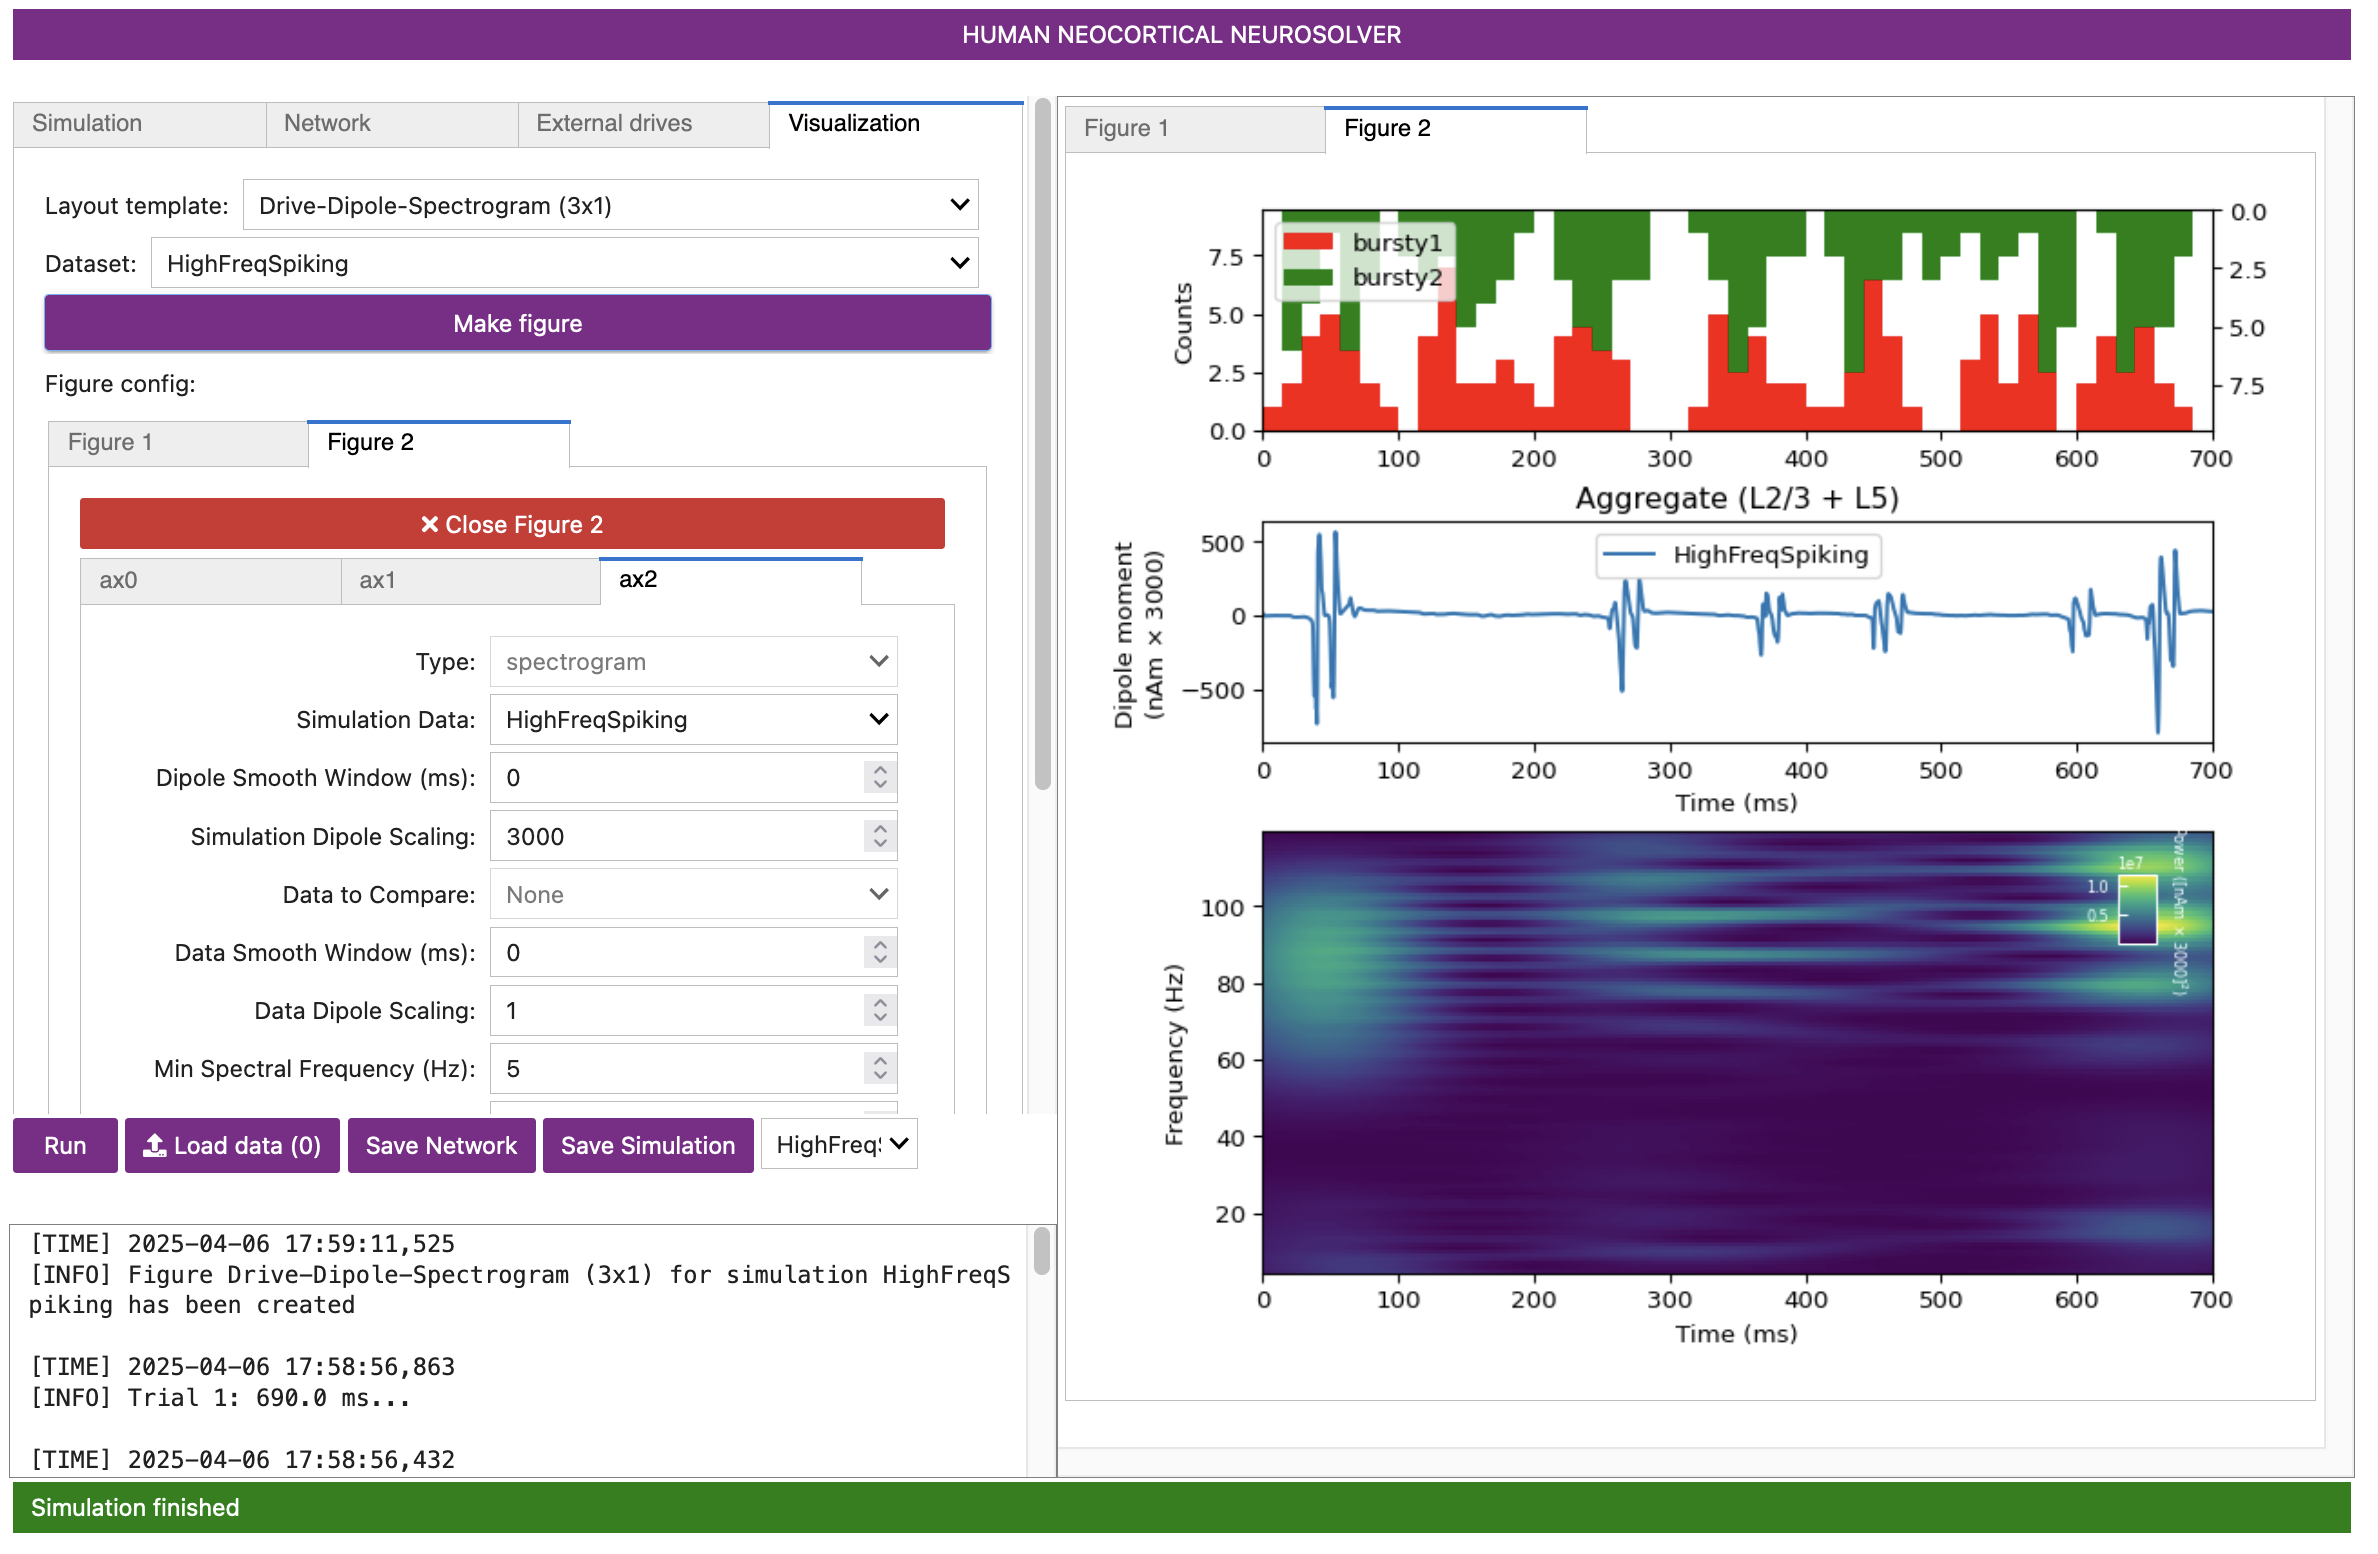 HUMAN NEOCORTICAL NEUROSOLVER
Simulation
Network
External drives
Visualization
Layout template:
Drive-Dipole-Spectrogram (3x1)
Dataset:
HighFreqSpiking
Make figure
Figure config:
Figure 1
Figure 2
Close Figure 2
ax0
ax1
ax2
Type:
spectrogram
Simulation Data:
HighFreqSpiking
Dipole Smooth Window (ms):
0
Simulation Dipole Scaling:
3000
Data to Compare:
None
Data Smooth Window (ms):
0
Data Dipole Scaling:
1
Min Spectral Frequency (Hz):
5
Run
Load data (0)
Save Network
Save Simulation
HighFreq
[TIME] 2025-04-06 17:59:11,525
[INFO] Figure Drive-Dipole-Spectrogram (3x1) for simulation HighFreqS
piking has been created
[TIME] 2025-04-06 17:58:56,863
[INFO] Trial 1: 690.0 ms...
[TIME] 2025-04-06 17:58:56,432
Simulation finished
Figure 1
Figure 2
bursty1
bursty2
Counts
7.5
5.0
2.5
0.0
0.0
2.5
5.0
7.5
0 100 200 300 400 500 600 700
Aggregate (L2/3 + L5)
HighFreqSpiking
Dipole moment
(nAm × 3000)
500
0
−500
0 100 200 300 400 500 600 700
Time (ms)
1e7
1.0
0.5
Power ([nAm × 3000]²)
Frequency (Hz)
100
80
60
40
20
0 100 200 300 400 500 600 700
Time (ms)